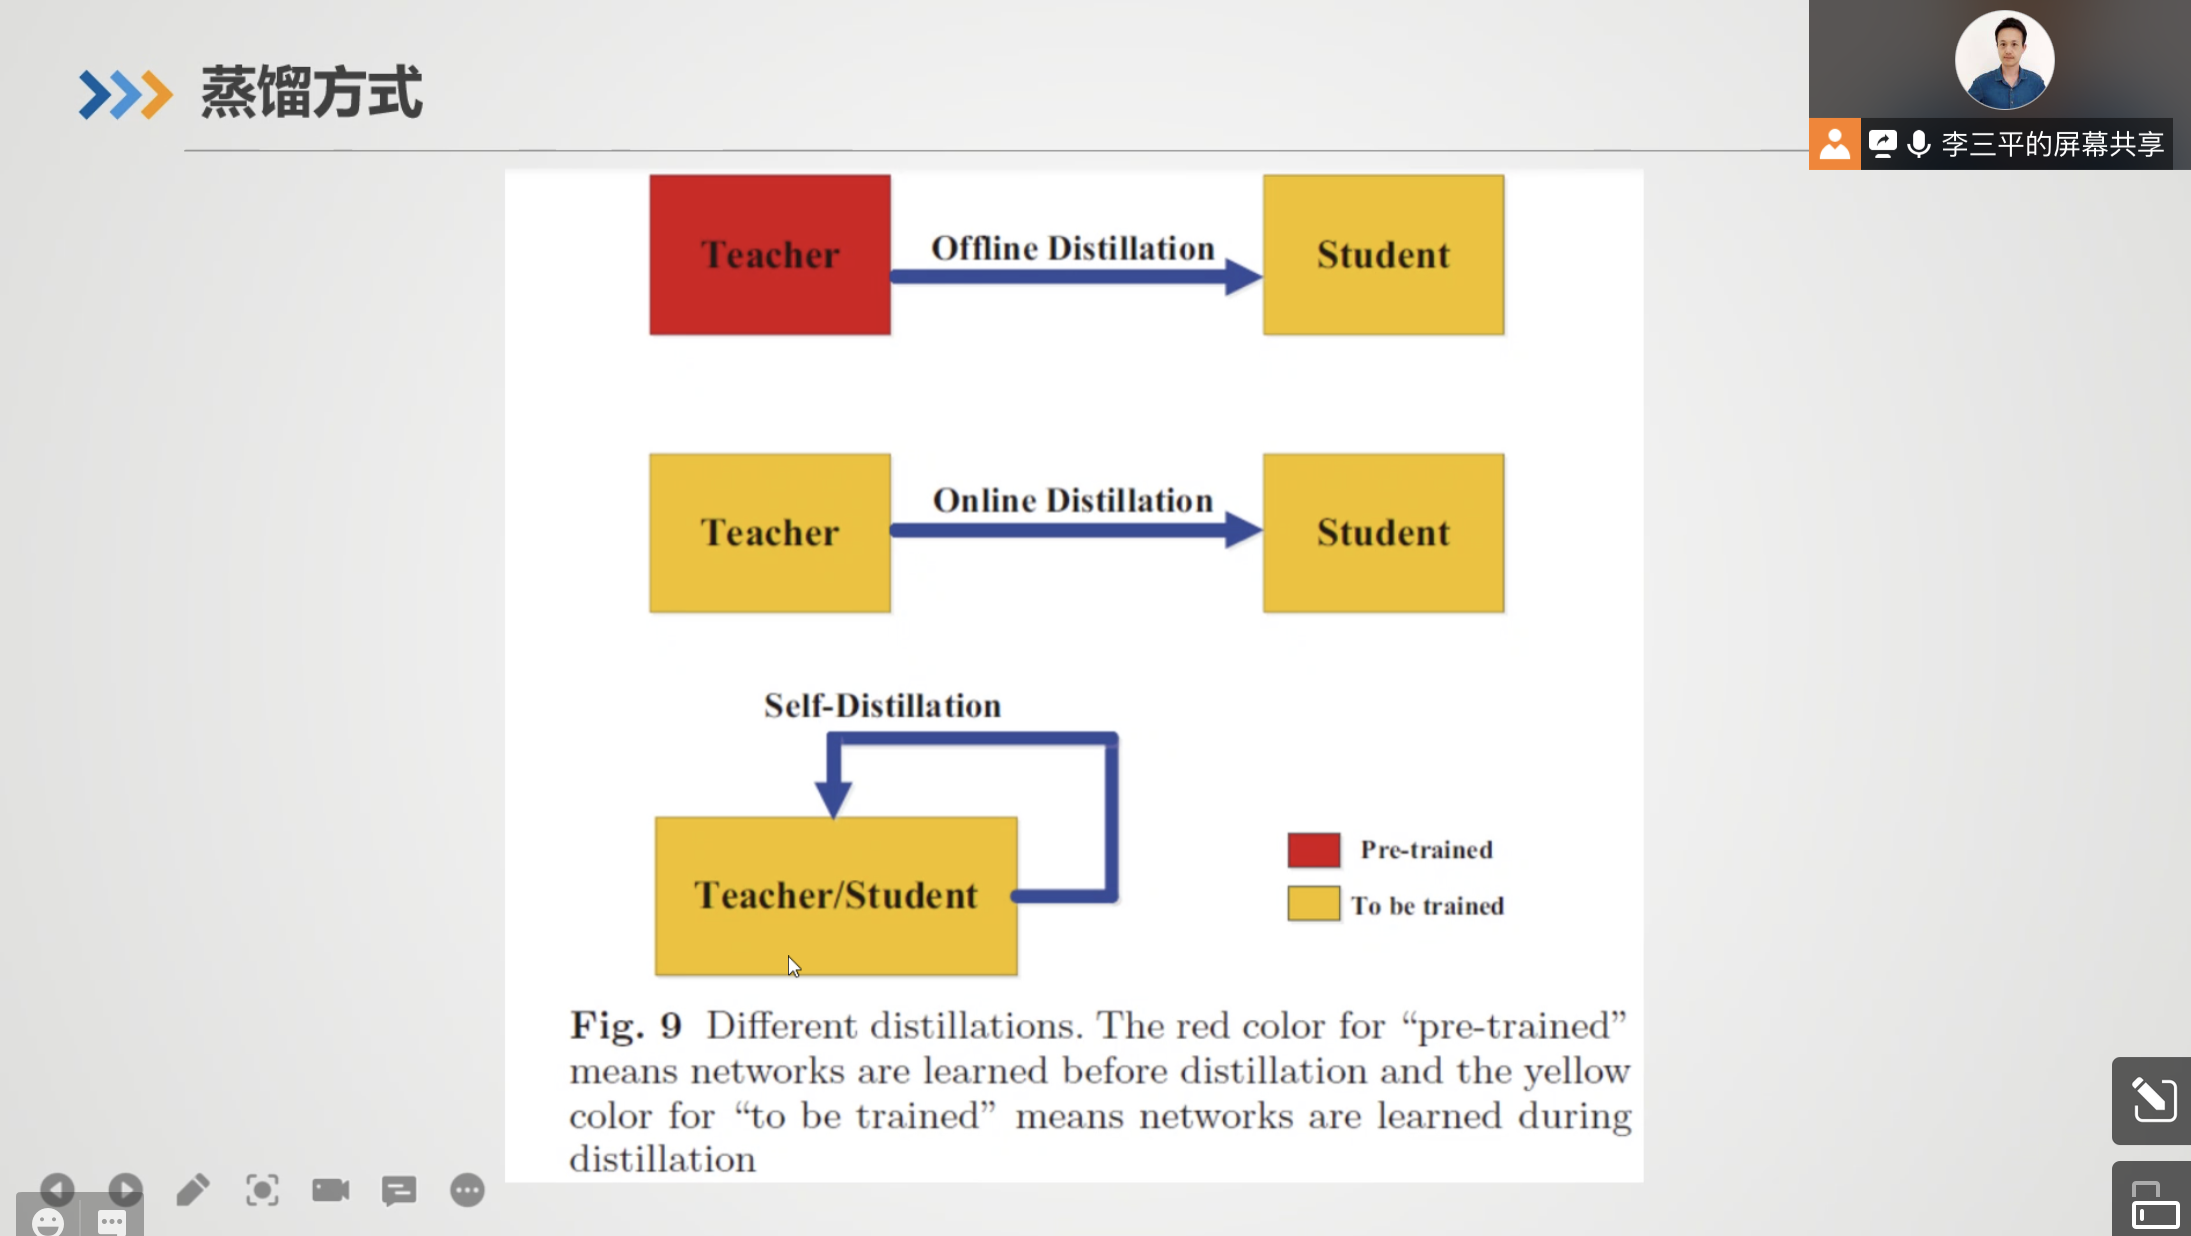 蒸馏方式
李三平的屏幕共享
Teacher
Offline Distillation
Student
Teacher
Online Distillation
Student
Self-Distillation
Teacher/Student
Pre-trained
To be trained
Fig. 9 Different distillations. The red color for “pre-trained”
means networks are learned before distillation and the yellow
color for “to be trained” means networks are learned during
distillation